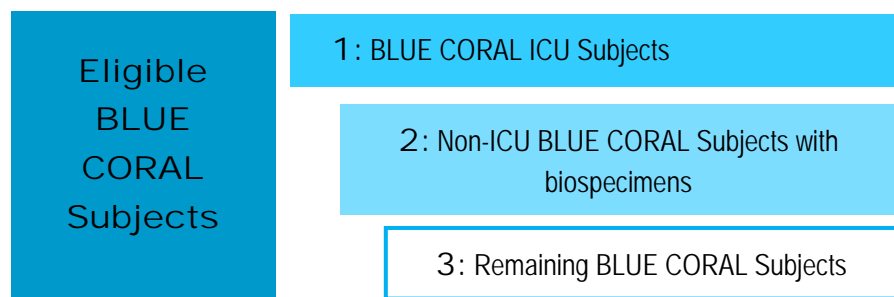 Eligible
BLUE
CORAL
Subjects
1: BLUE CORAL ICU Subjects
2: Non-ICU BLUE CORAL Subjects with
biospecimens
3: Remaining BLUE CORAL Subjects